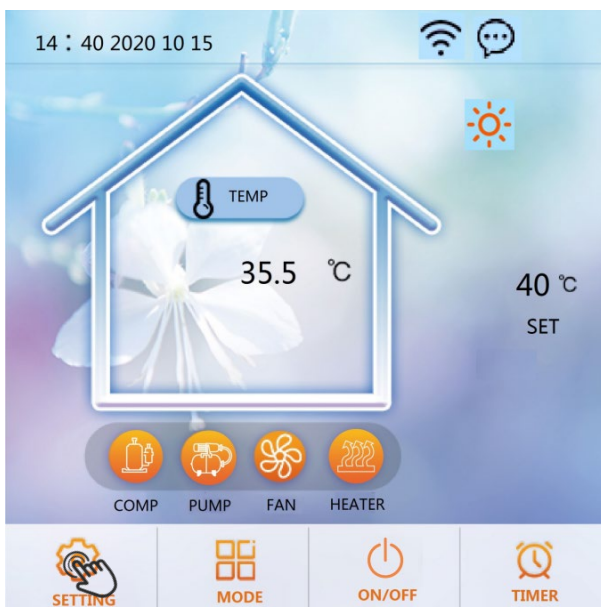 14：40 2020 10 15
TEMP
35.5 ℃
40 ℃
SET
COMP PUMP FAN HEATER
SETTING MODE ON/OFF TIMER